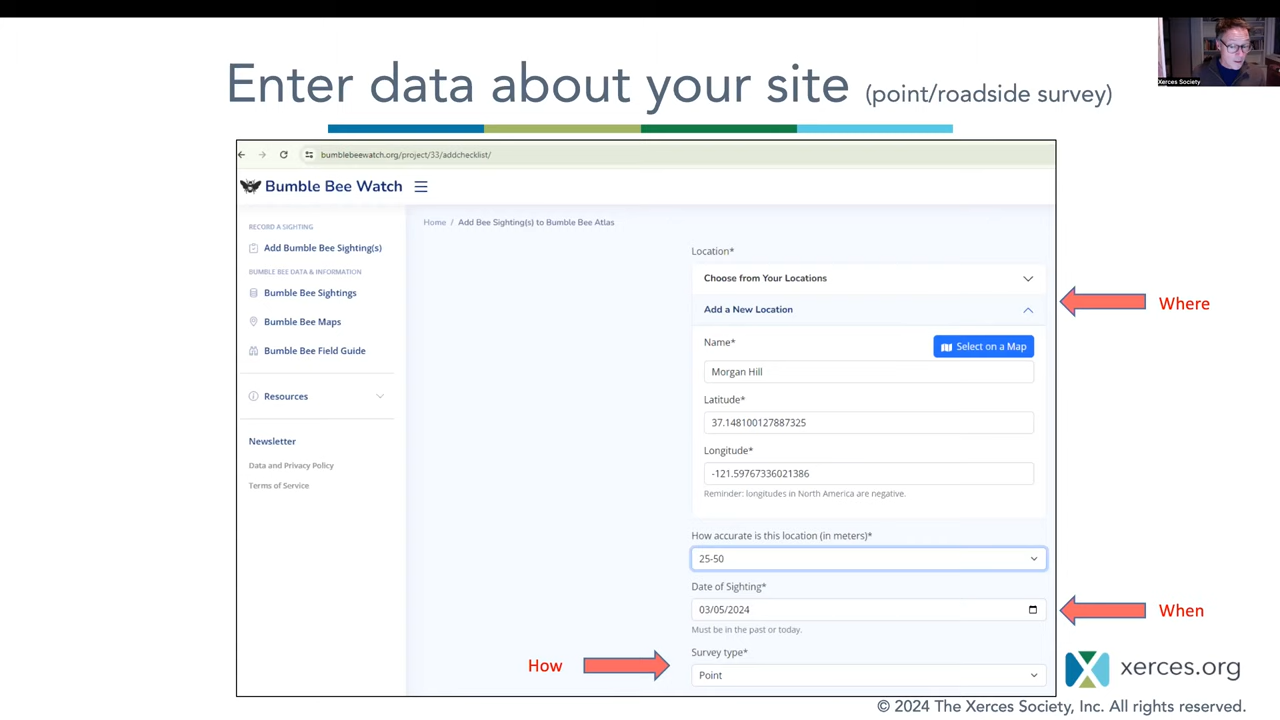 Xerces Society
Enter data about your site (point/roadside survey)
bumblebeewatch.org/project/33/addchecklist/
Bumble Bee Watch
RECORD A SIGHTING
Add Bumble Bee Sighting(s)
BUMBLE BEE DATA & INFORMATION
Bumble Bee Sightings
Bumble Bee Maps
Bumble Bee Field Guide
Resources
Newsletter
Data and Privacy Policy
Terms of Service
Home / Add Bee Sighting(s) to Bumble Bee Atlas
Location*
Choose from Your Locations
Add a New Location
Name*
Select on a Map
Morgan Hill
Latitude*
37.148100127887325
Longitude*
-121.59767336021386
Reminder: longitudes in North America are negative.
How accurate is this location (in meters)*
25-50
Date of Sighting*
03/05/2024
Must be in the past or today.
Survey type*
Point
Where
When
How
xerces.org
© 2024 The Xerces Society, Inc. All rights reserved.